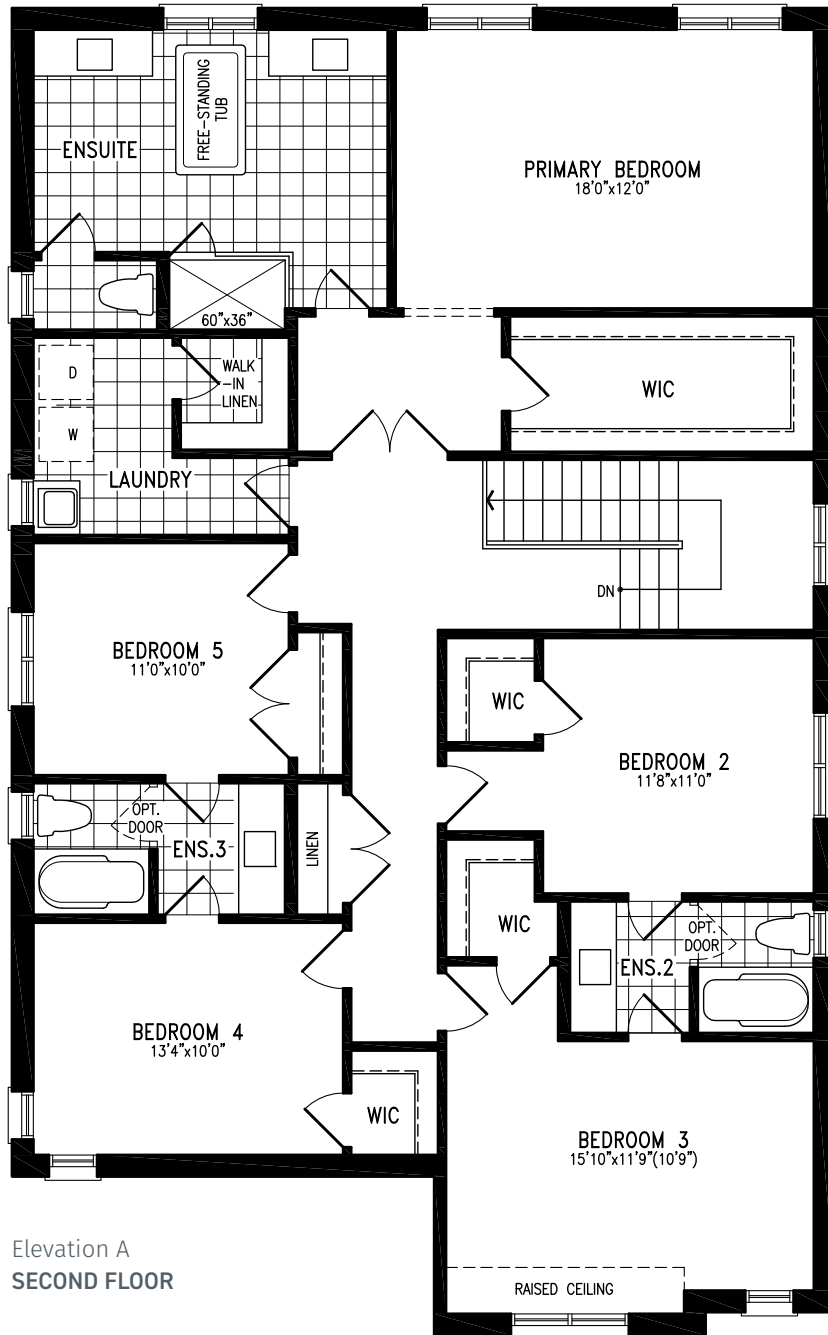 FREE-STANDING
TUB
ENSUITE
PRIMARY BEDROOM
18'0"x12'0"
60"x36"
D
WALK
-IN
LINEN
WIC
W
LAUNDRY
DN
BEDROOM 5
11'0"x10'0"
WIC
BEDROOM 2
11'8"x11'0"
OPT.
DOOR
ENS.3
LINEN
WIC
OPT.
DOOR
ENS.2
BEDROOM 4
13'4"x10'0"
WIC
BEDROOM 3
15'10"x11'9"(10'9")
RAISED CEILING
Elevation A
SECOND FLOOR